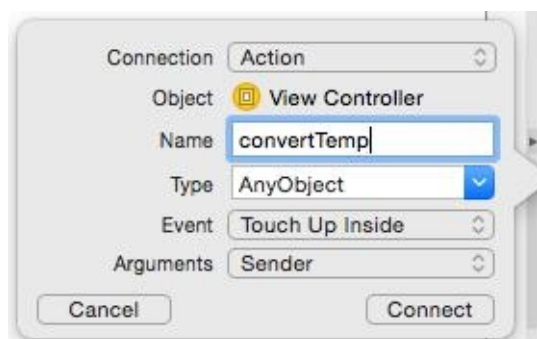 Connection Action
Object View Controller
Name convertTemp
Type AnyObject
Event Touch Up Inside
Arguments Sender
Cancel Connect